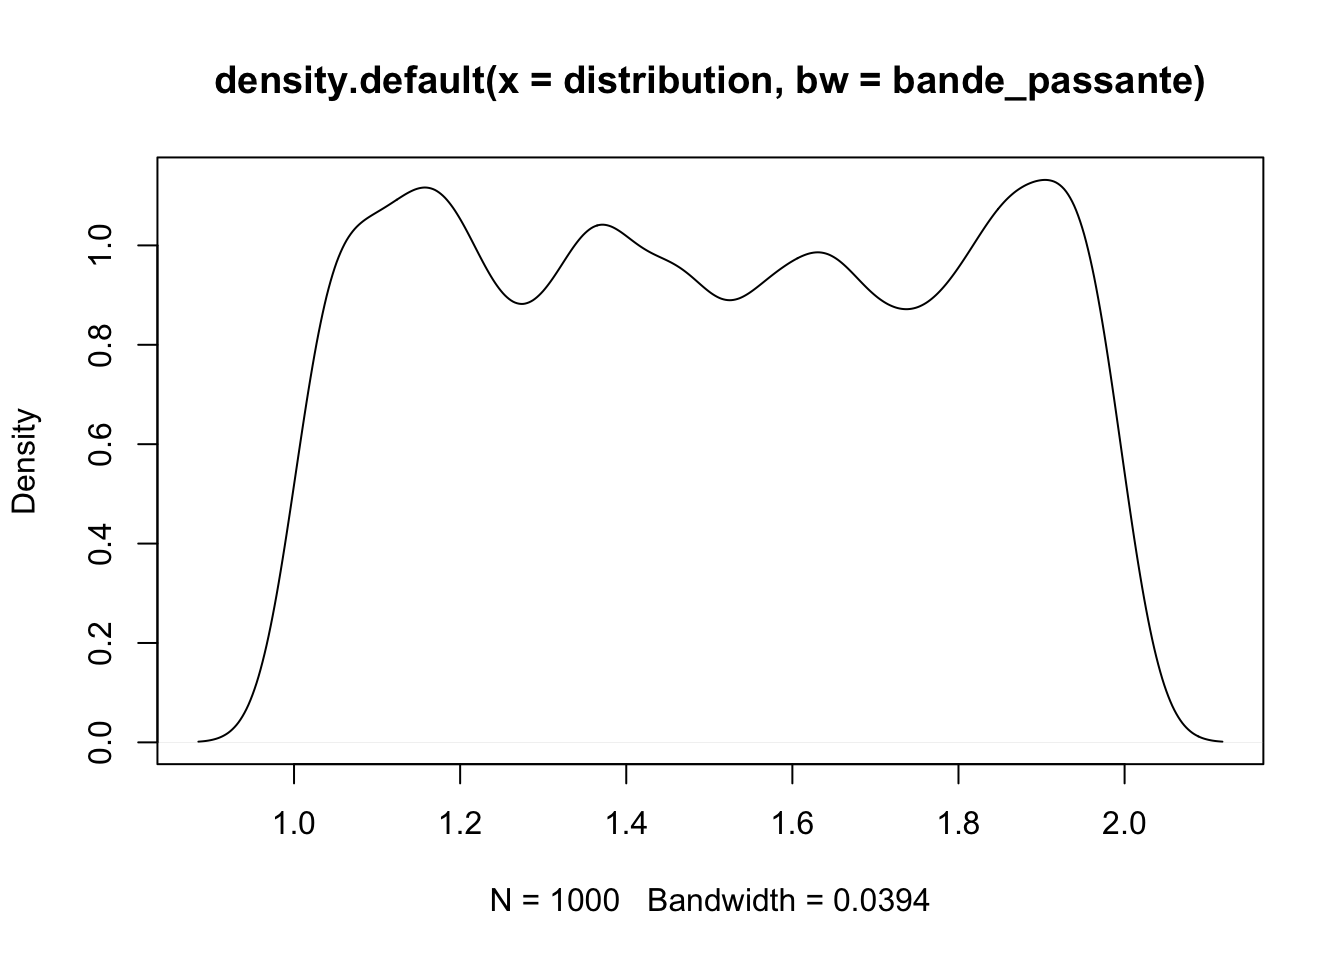 density.default(x = distribution, bw = bande_passante)
Density
1.0
0.8
0.6
0.4
0.2
0.0
1.0 1.2 1.4 1.6 1.8 2.0
N = 1000 Bandwidth = 0.0394